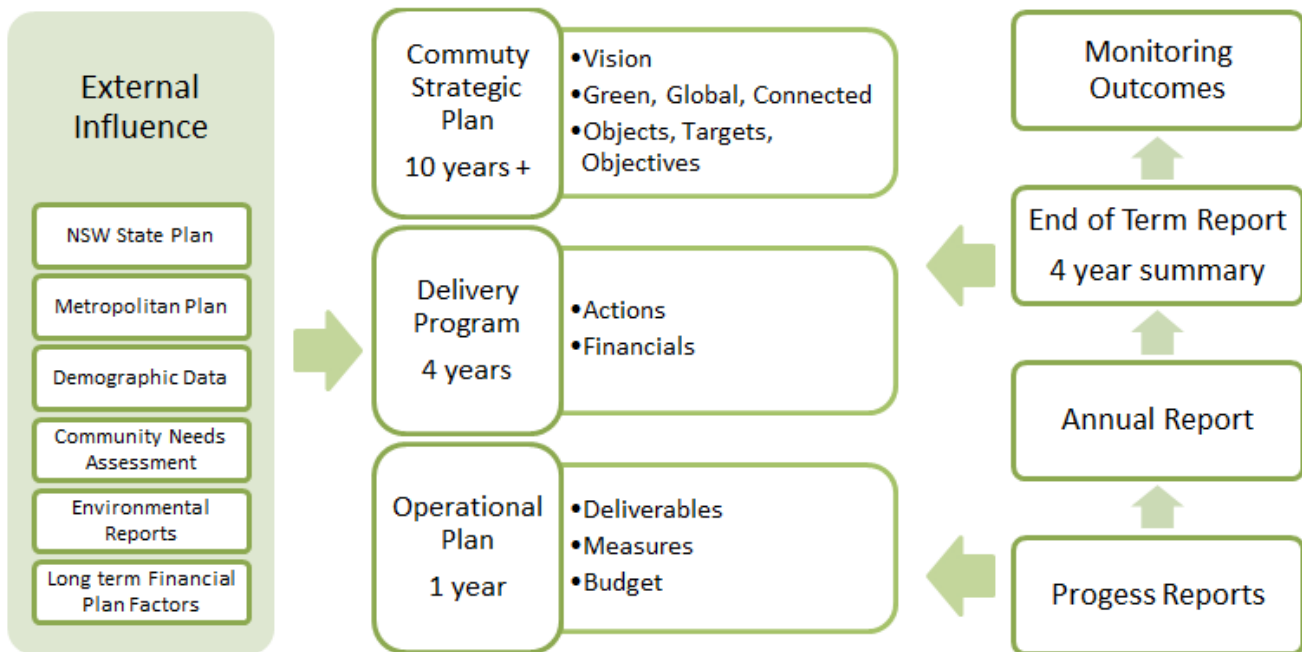 External
Influence
NSW State Plan
Metropolitan Plan
Demographic Data
Community Needs
Assessment
Environmental
Reports
Long term Financial
Plan Factors
Commuty
Strategic
Plan
10 years +
•Vision
•Green, Global, Connected
•Objects, Targets,
Objectives
Delivery
Program
4 years
•Actions
•Financials
Operational
Plan
1 year
•Deliverables
•Measures
•Budget
Monitoring
Outcomes
End of Term Report
4 year summary
Annual Report
Progess Reports